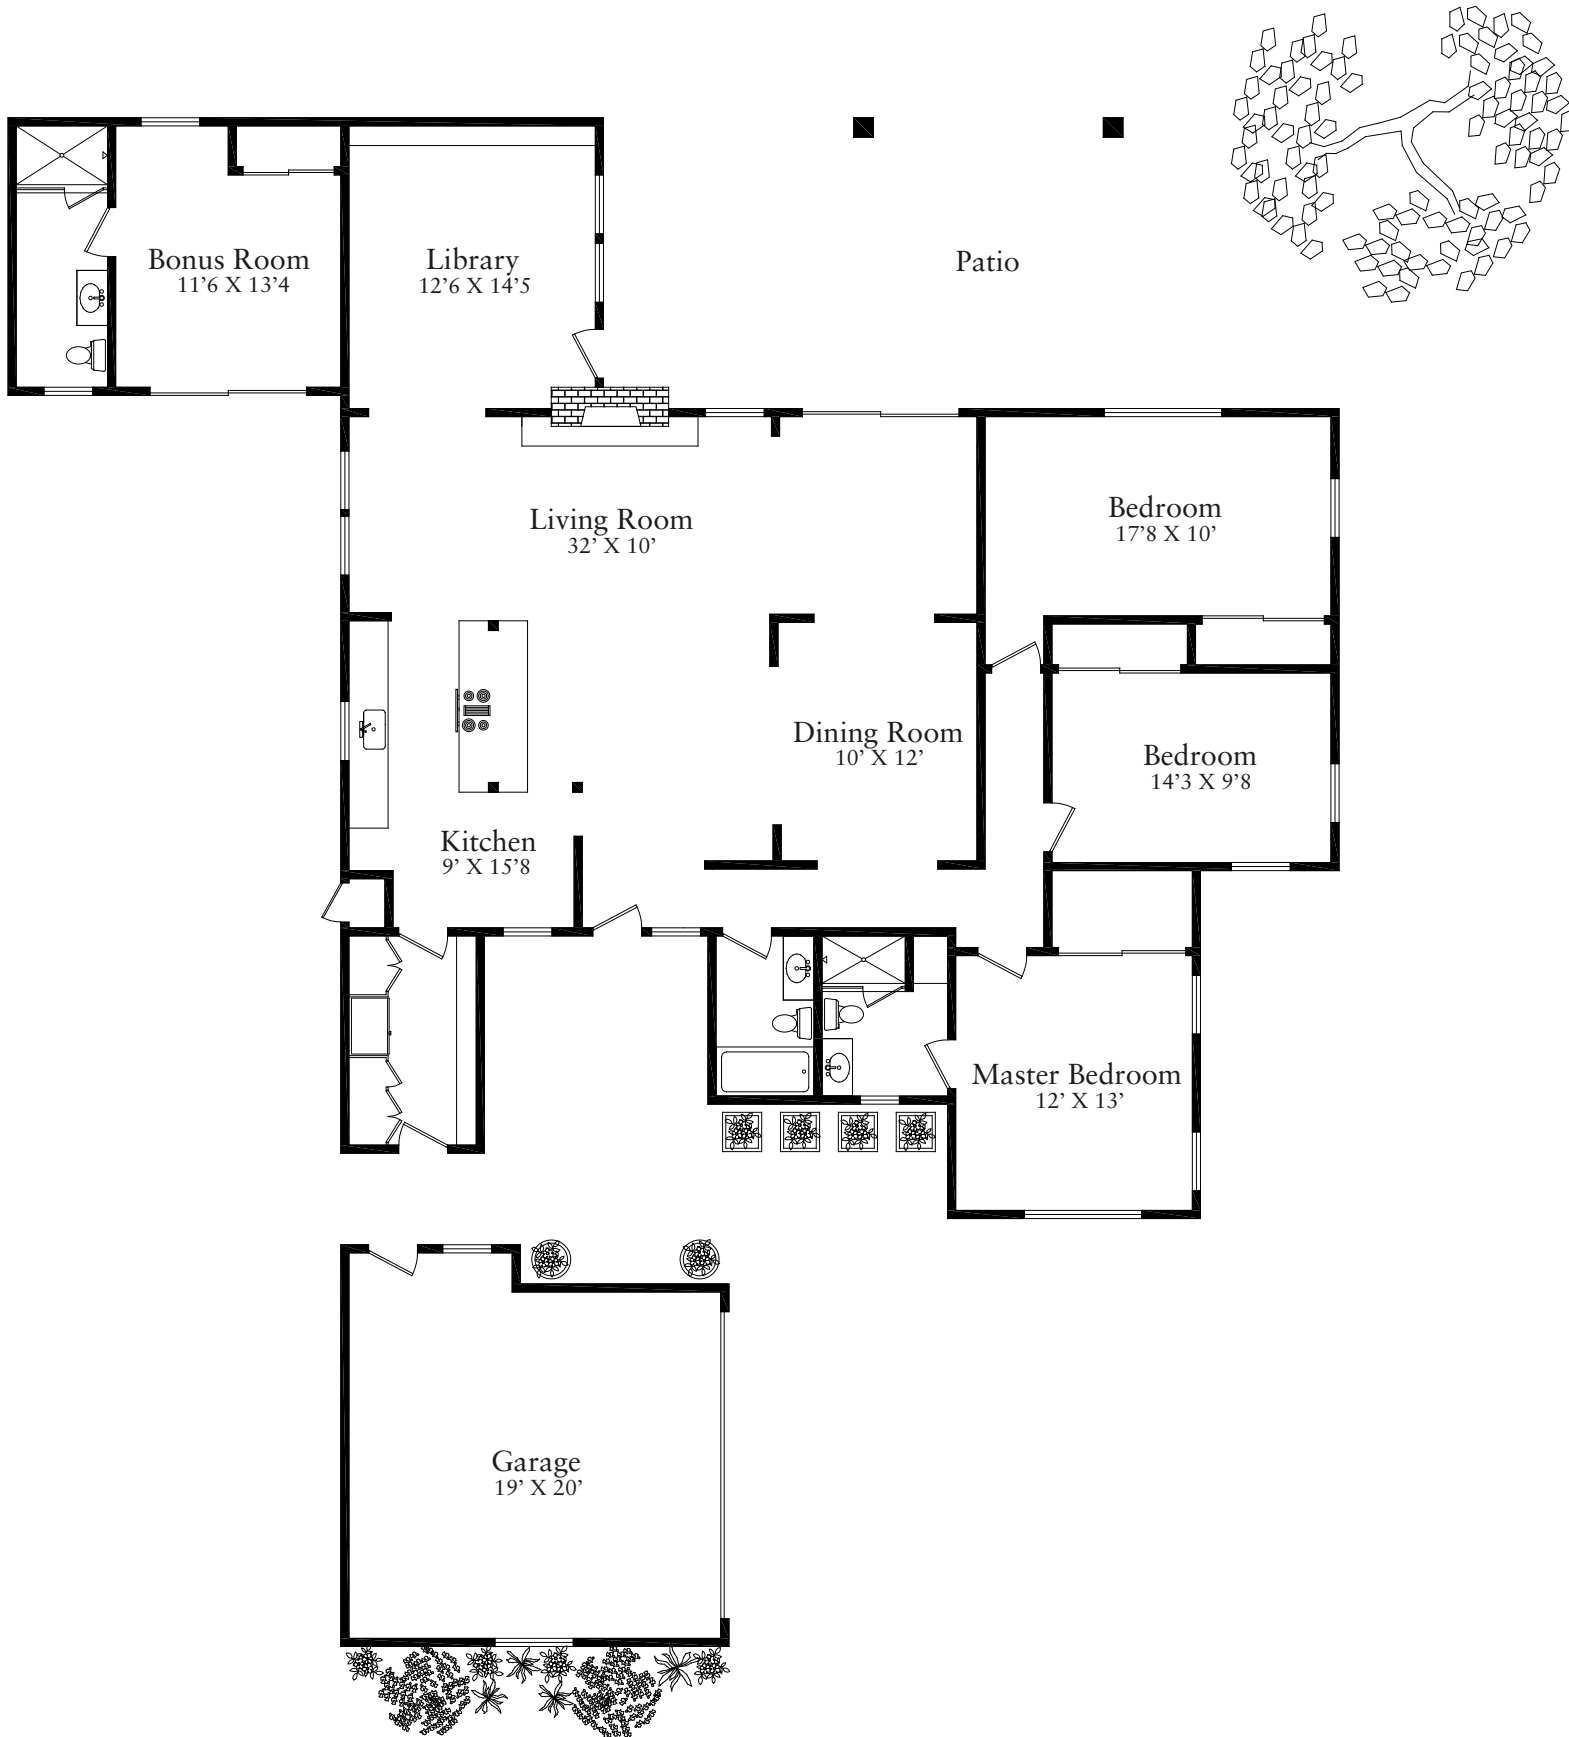 Bonus Room
11’6 X 13’4
Library
12’6 X 14’5
Patio
Living Room
32’ X 10’
Bedroom
17’8 X 10’
Dining Room
10’ X 12’
Bedroom
14’3 X 9’8
Kitchen
9’ X 15’8
Master Bedroom
12’ X 13’
Garage
19’ X 20’